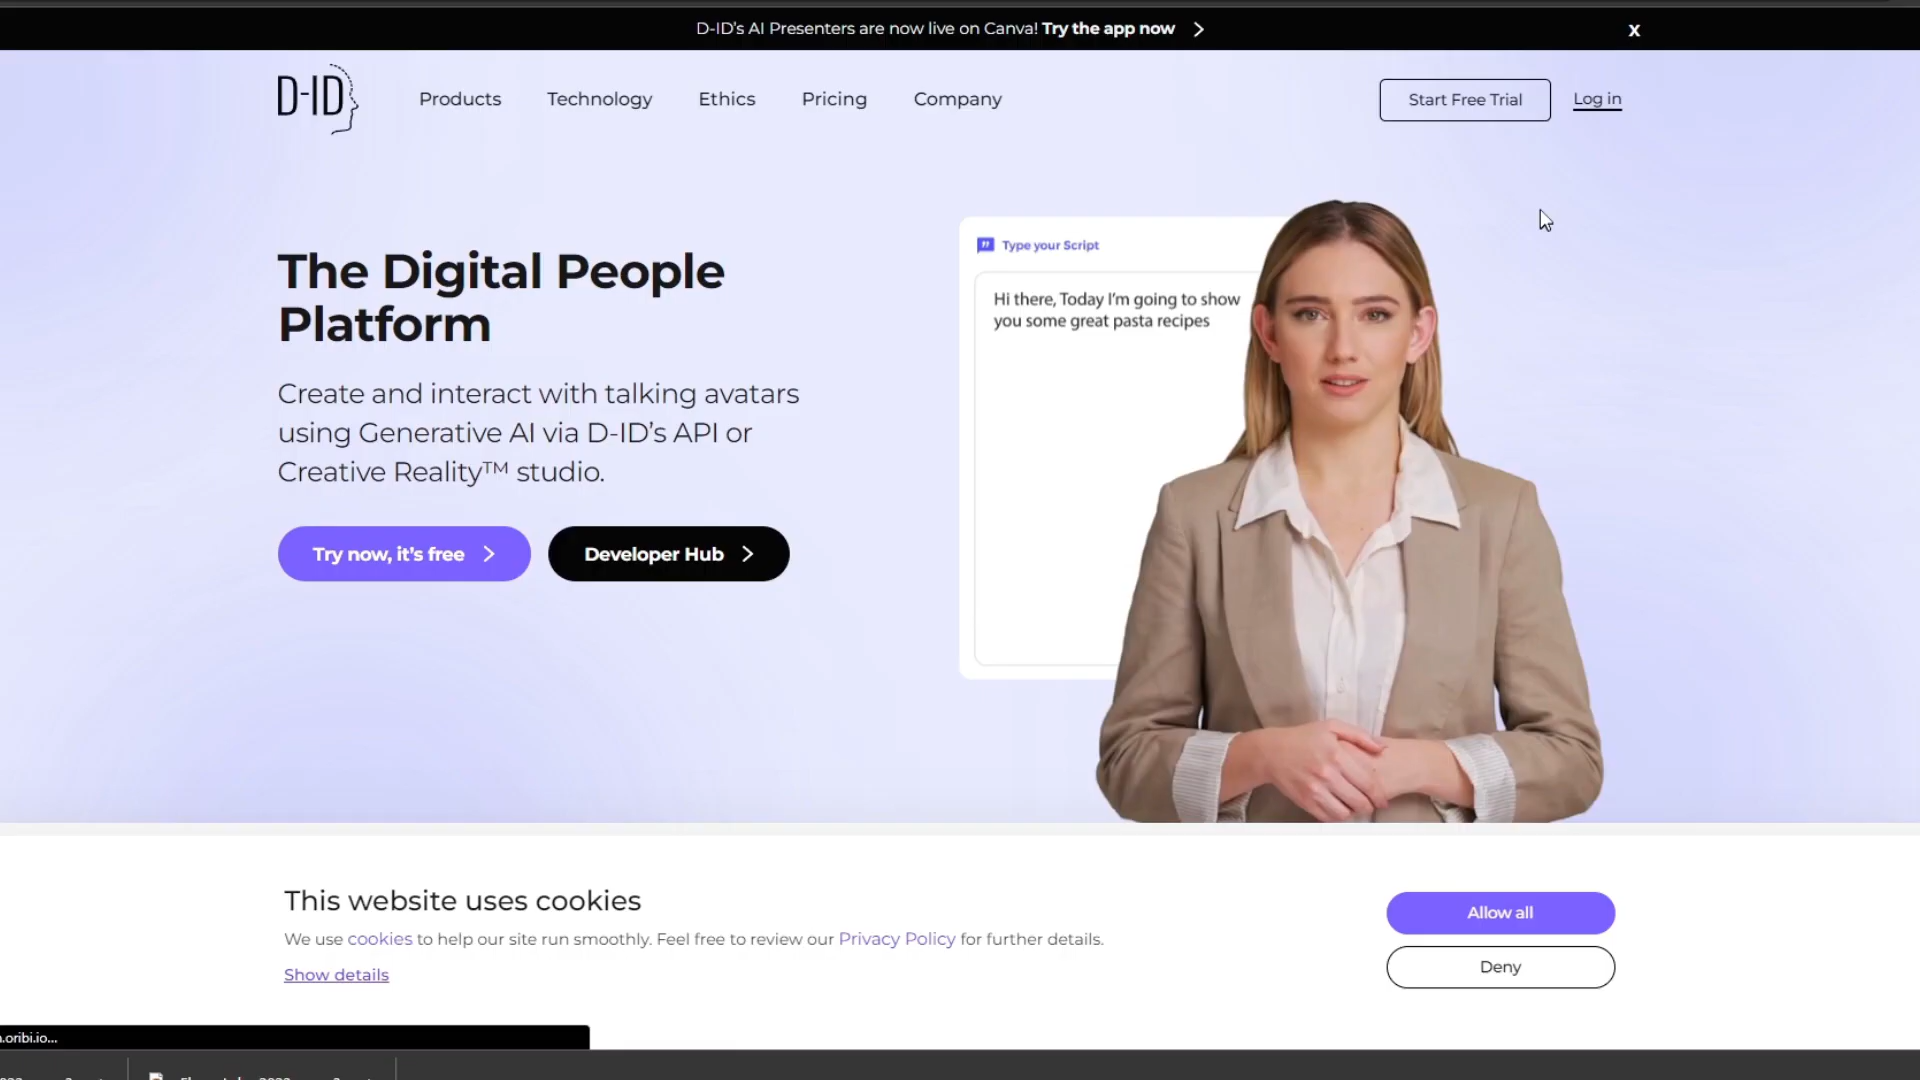 D-ID's AI Presenters are now live on Canva! Try the app now
x
D-ID
Products
Technology
Ethics
Pricing
Company
Start Free Trial
Log in
The Digital People
Platform
Create and interact with talking avatars
using Generative AI via D-ID's API or
Creative Reality™ studio.
Try now, it's free
Developer Hub
Type your Script
Hi there, Today I'm going to show
you some great pasta recipes
This website uses cookies
We use cookies to help our site run smoothly. Feel free to review our Privacy Policy for further details.
Show details
Allow all
Deny
.oribi.io...